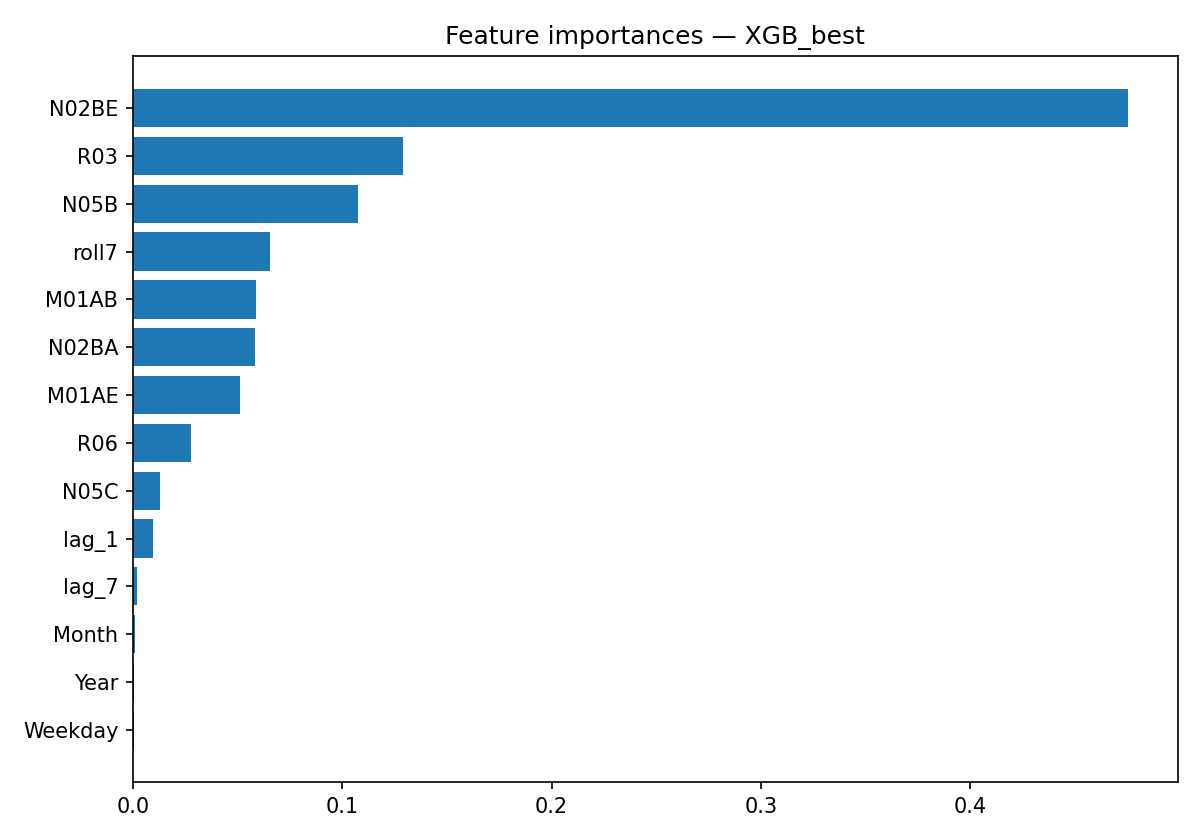 Feature importances — XGB_best
N02BE
R03
N05B
roll7
M01AB
N02BA
M01AE
R06
N05C
lag_1
lag_7
Month
Year
Weekday
0.0 0.1 0.2 0.3 0.4